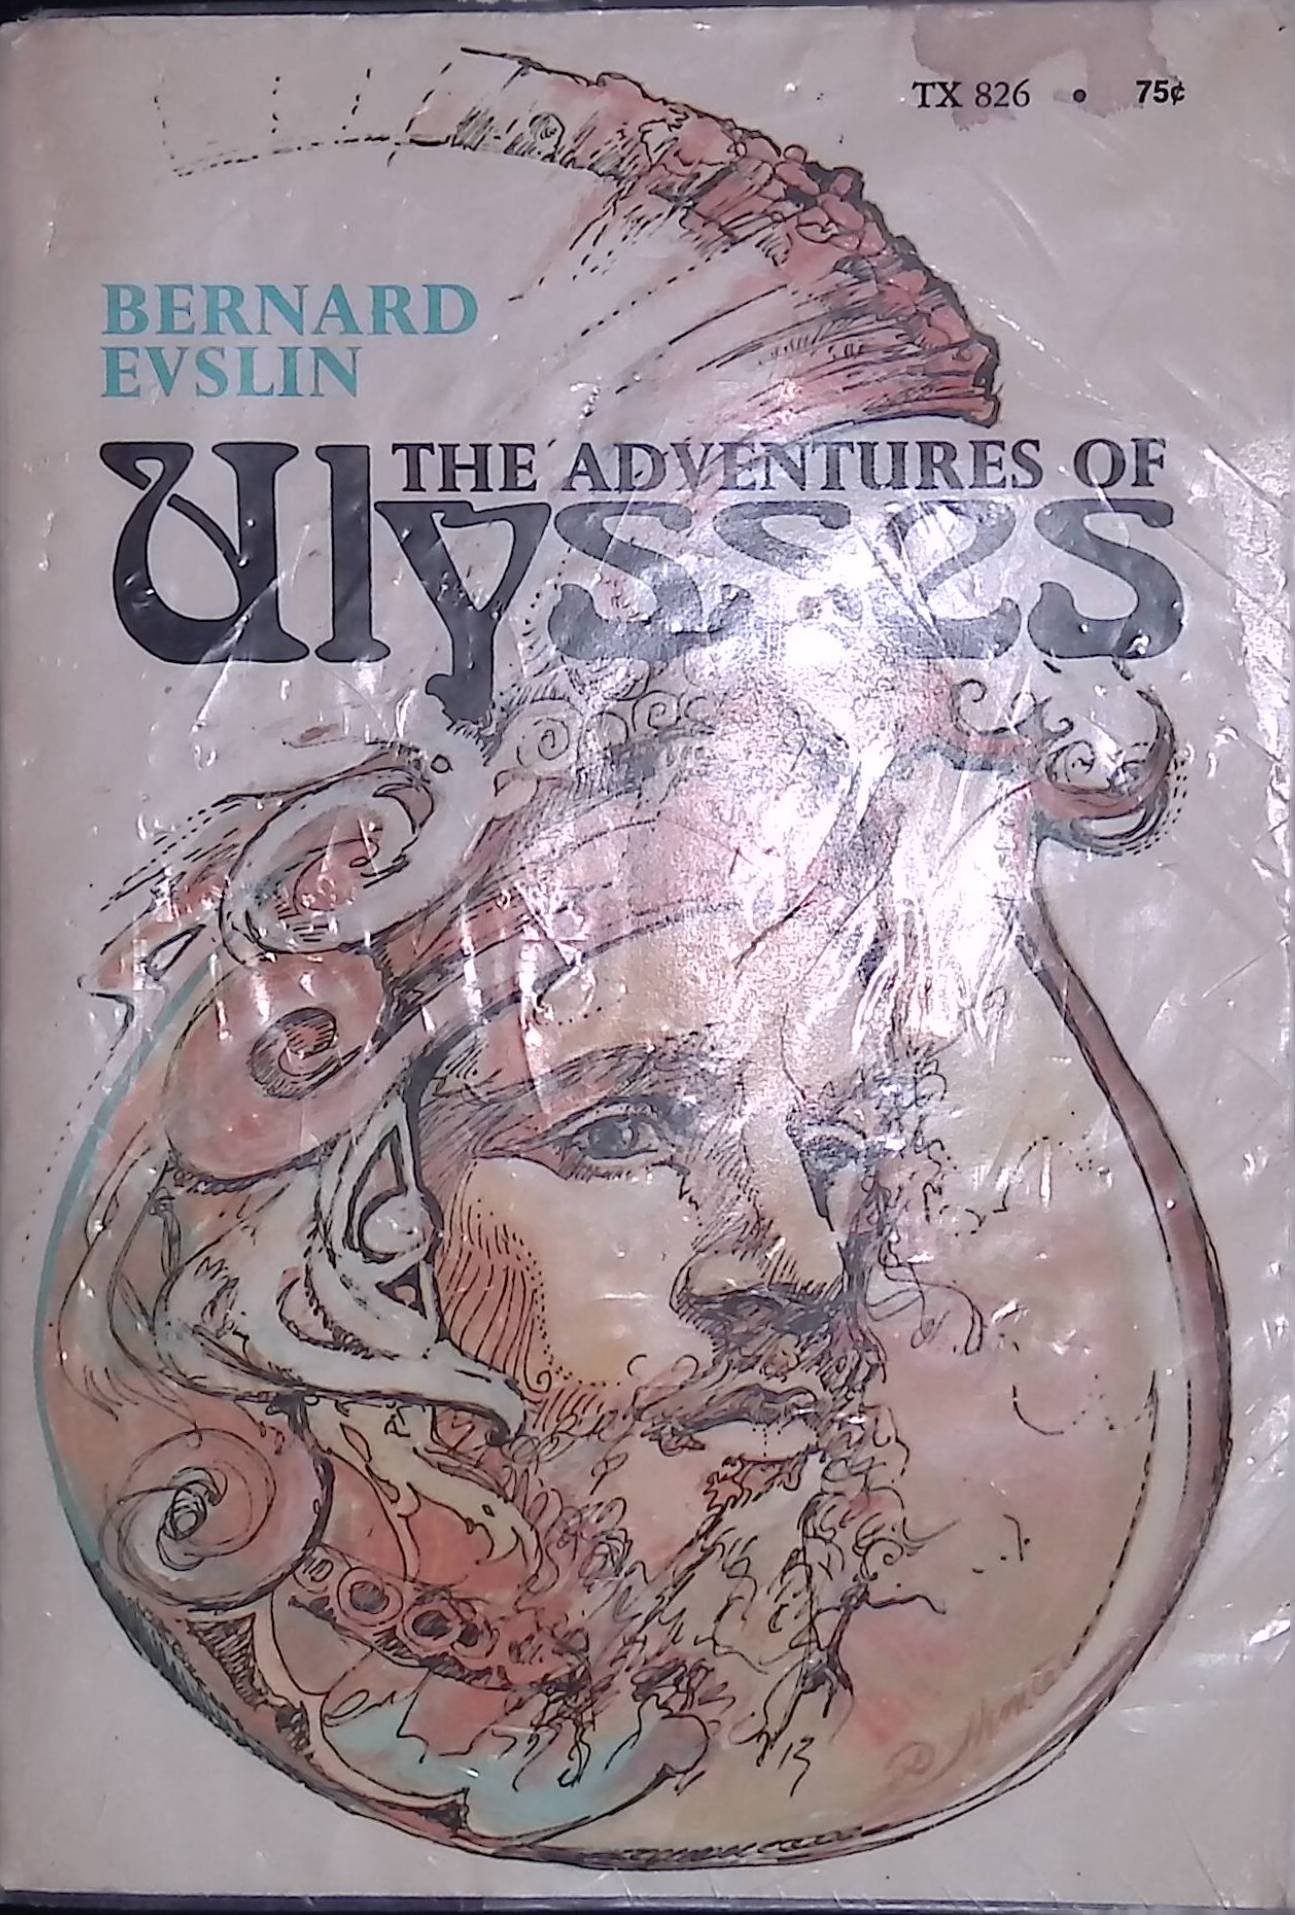 TX 826 • 75¢
BERNARD
EVSLIN
THE ADVENTURES OF
Ulysses